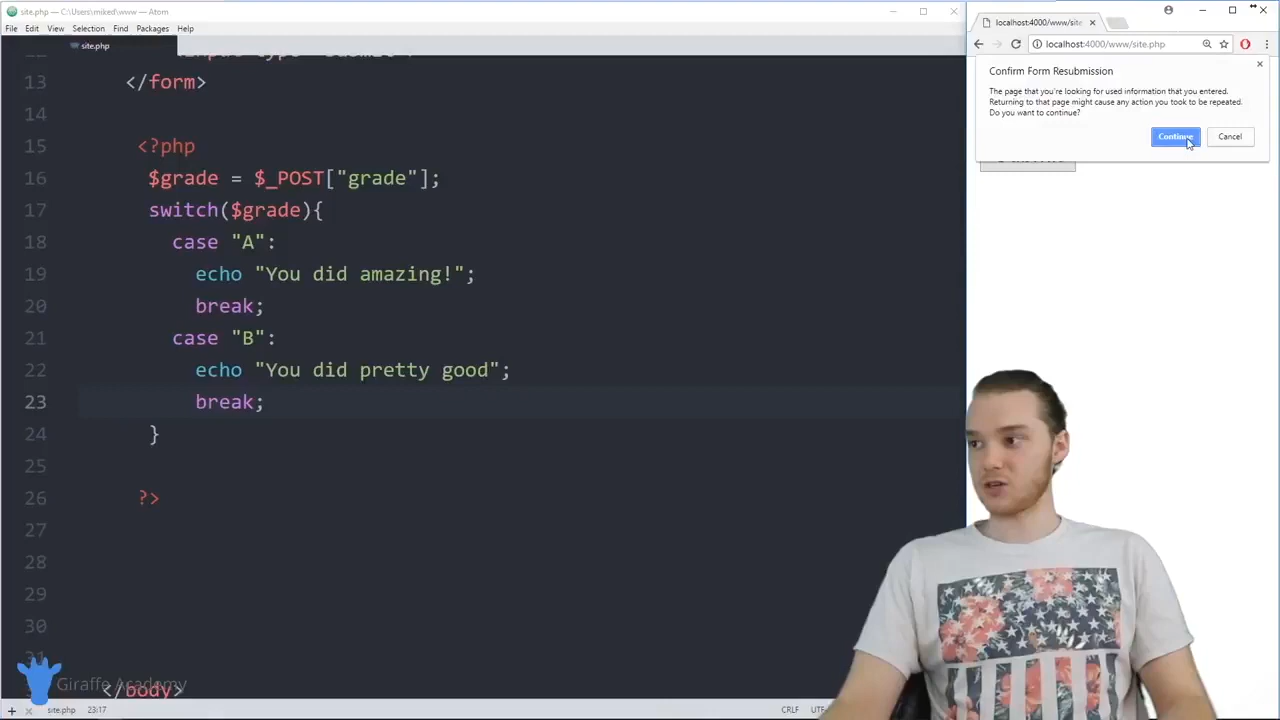 site.php — C:\Users\miked\www — Atom
File Edit View Selection Find Packages Help
site.php
13 </form>
14
15 <?php
16 $grade = $_POST["grade"];
17 switch($grade){
18 case "A":
19 echo "You did amazing!";
20 break;
21 case "B":
22 echo "You did pretty good";
23 break;
24 }
25
26 ?>
27
28
29
30
</body>
Giraffe Academy
site.php 23:17 CRLF
localhost:4000/www/site
localhost:4000/www/site.php
Confirm Form Resubmission
The page that you're looking for used information that you entered.
Returning to that page might cause any action you took to be repeated.
Do you want to continue?
Continue Cancel